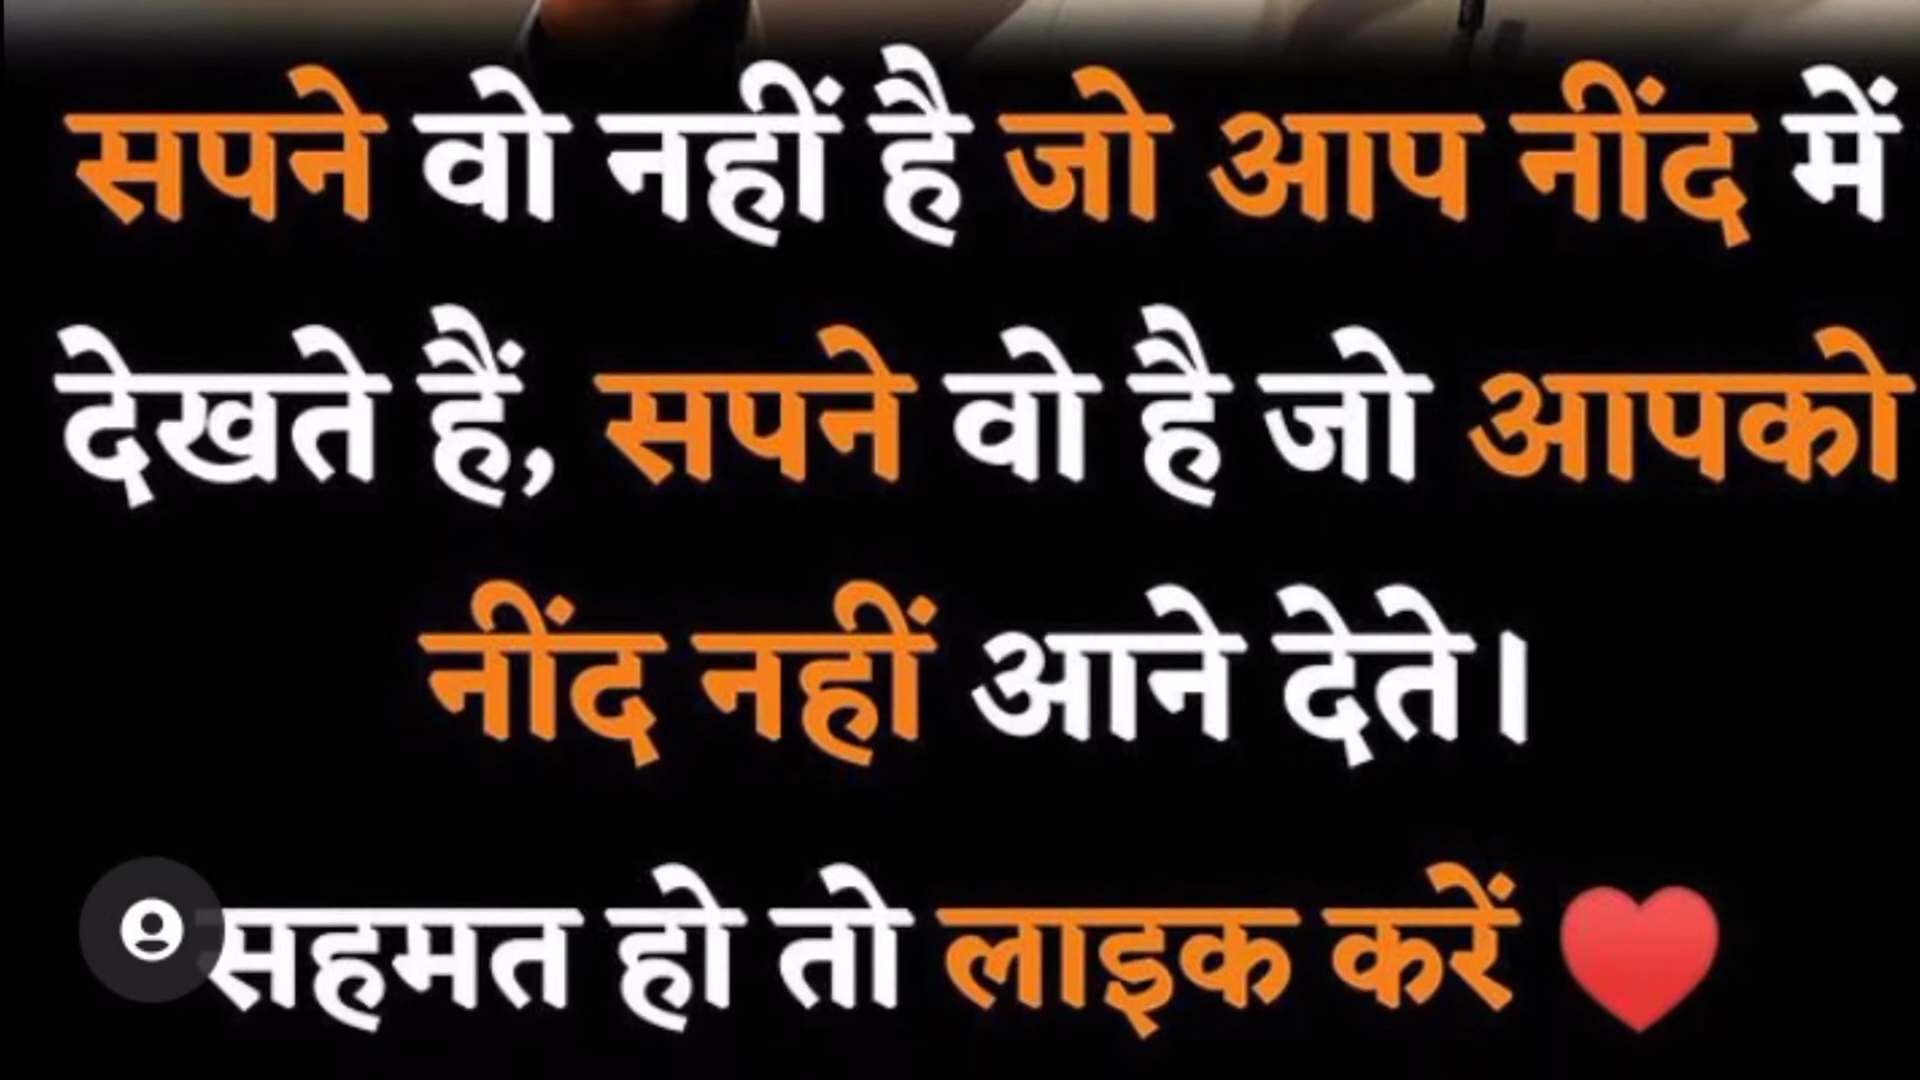 सपने वो नहीं है जो आप नींद में
देखते हैं, सपने वो है जो आपको
नींद नहीं आने देते।
सहमत हो तो लाइक करें ❤️